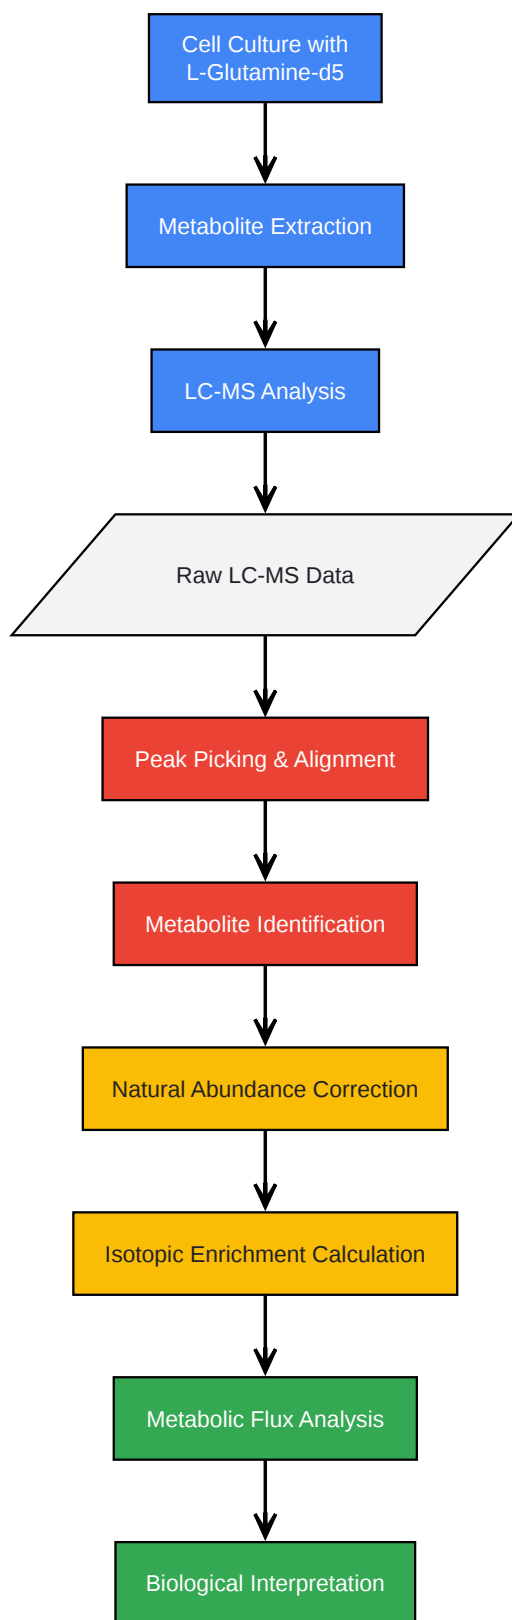 Cell Culture with
L-Glutamine-d5
Metabolite Extraction
LC-MS Analysis
Raw LC-MS Data
Peak Picking & Alignment
Metabolite Identification
Natural Abundance Correction
Isotopic Enrichment Calculation
Metabolic Flux Analysis
Biological Interpretation